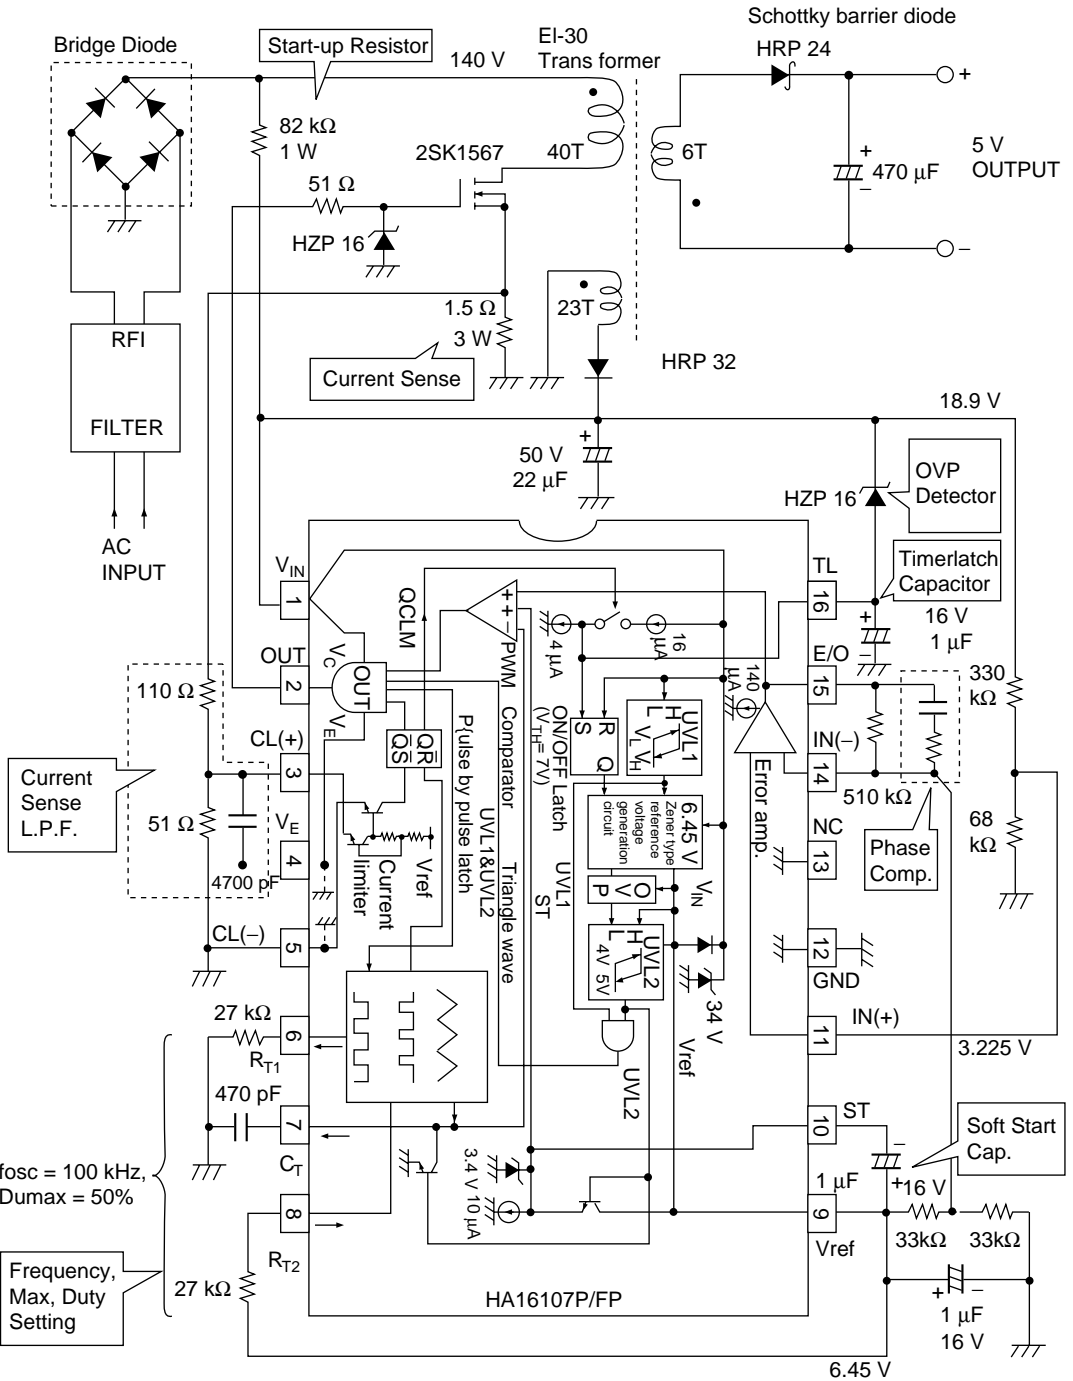 Schottky barrier diode
HRP 24
EI-30
Trans former
Bridge Diode
Start-up Resistor
140 V
+
82 kΩ
1 W
2SK1567
40T
6T
+
470 μF
−
5 V
OUTPUT
51 Ω
HZP 16
−
1.5 Ω
3 W
23T
RFI
FILTER
Current Sense
HRP 32
18.9 V
+
50 V
22 μF
HZP 16
OVP
Detector
AC
INPUT
VIN
1
TL
16
Timerlatch
Capacitor
16 V
1 μF
+
−
QCLM
+
+
−
PWM Comparator
4 μA
16 μA
140 μA
E/O
15
OUT
2
VC
OUT
VE
110 Ω
330
kΩ
QS
QR
S
R
Q
ON/OFF Latch
(VTH= 7V)
H
L
UVL1
VL VH
IN(−)
14
CL(+)
3
Error amp.
510 kΩ
Current
Sense
L.P.F.
51 Ω
4700 pF
VE
4
Current
limiter
Vref
P{ulse by pulse latch
UVL1&UVL2
Triangle wave
ST
UVL1
6.45 V
Zener type
reference
voltage
generation
circuit
O
V
P
VIN
NC
13
68
kΩ
Phase
Comp.
CL(−)
5
H
L
UVL2
4V 5V
34 V
12
GND
27 kΩ
6
RT1
Vref
UVL2
IN(+)
11
3.225 V
470 pF
7
CT
10
ST
Soft Start
Cap.
fosc = 100 kHz,
Dumax = 50%
3.4 V
10 μA
−
1 μF
+
16 V
8
RT2
9
Vref
33kΩ
33kΩ
Frequency,
Max, Duty
Setting
27 kΩ
HA16107P/FP
+
−
1 μF
16 V
6.45 V